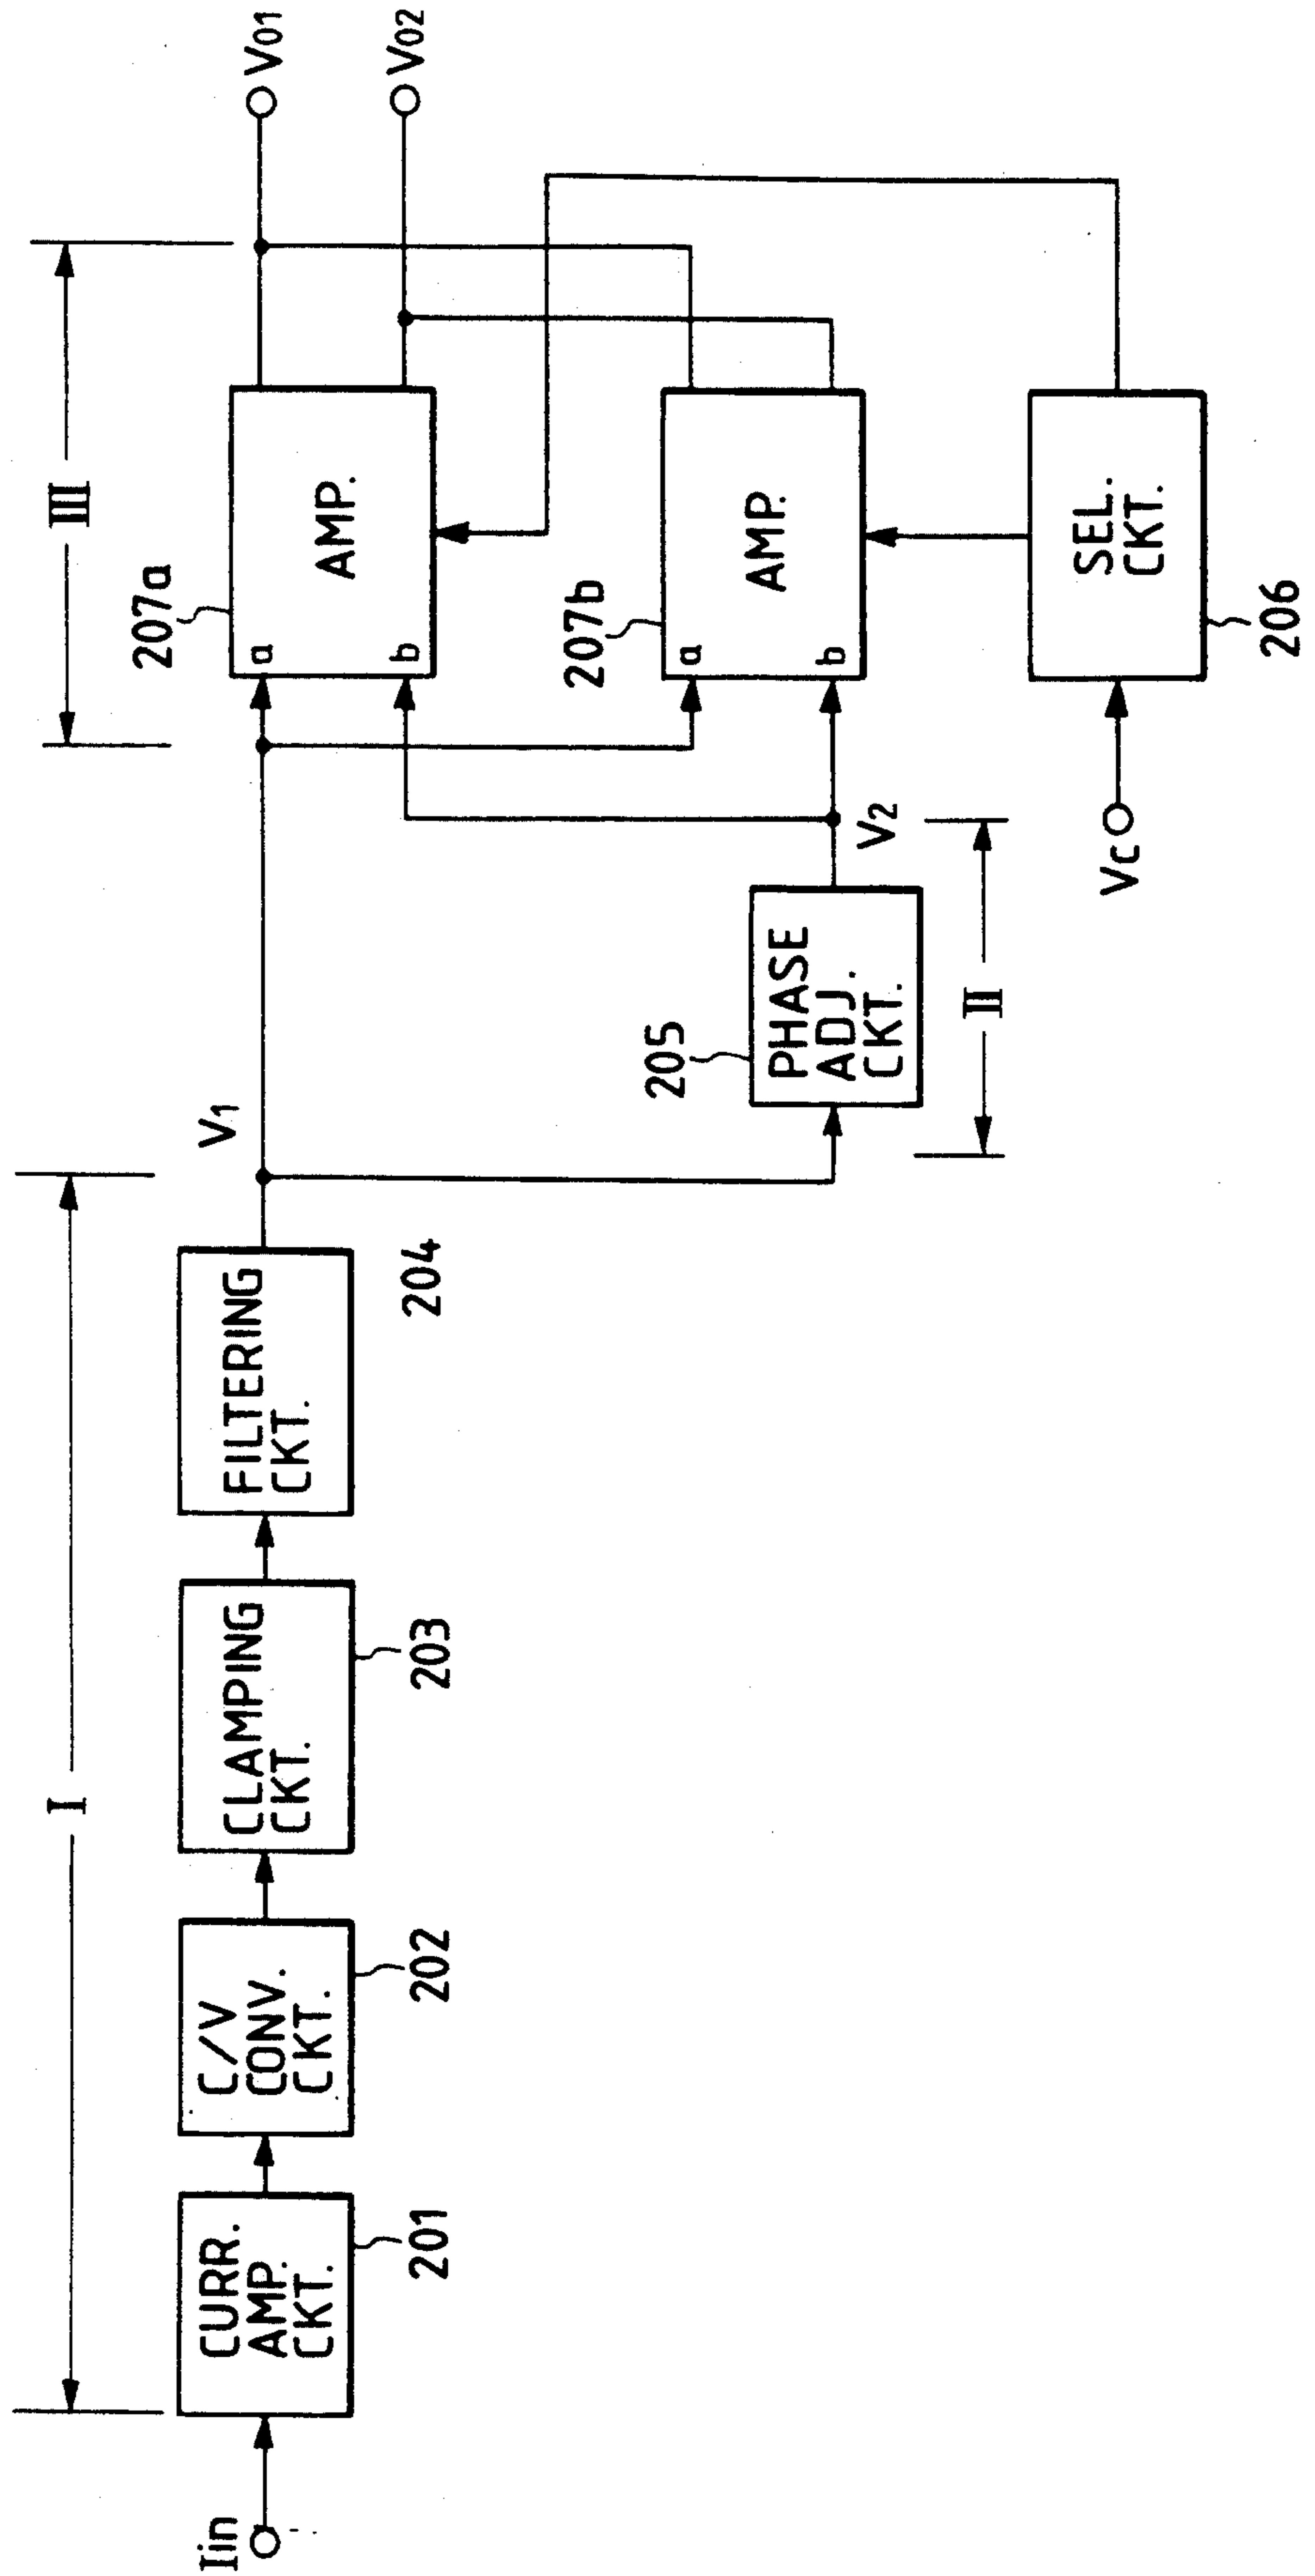 Iin
I
CURR.
AMP.
CKT.
201
C/V
CONV.
CKT.
202
CLAMPING
CKT.
203
FILTERING
CKT.
204
V1
205
PHASE
ADJ.
CKT.
V2
II
III
207a
a
b
AMP.
207b
a
b
AMP.
Vc
SEL.
CKT.
206
V01
V02